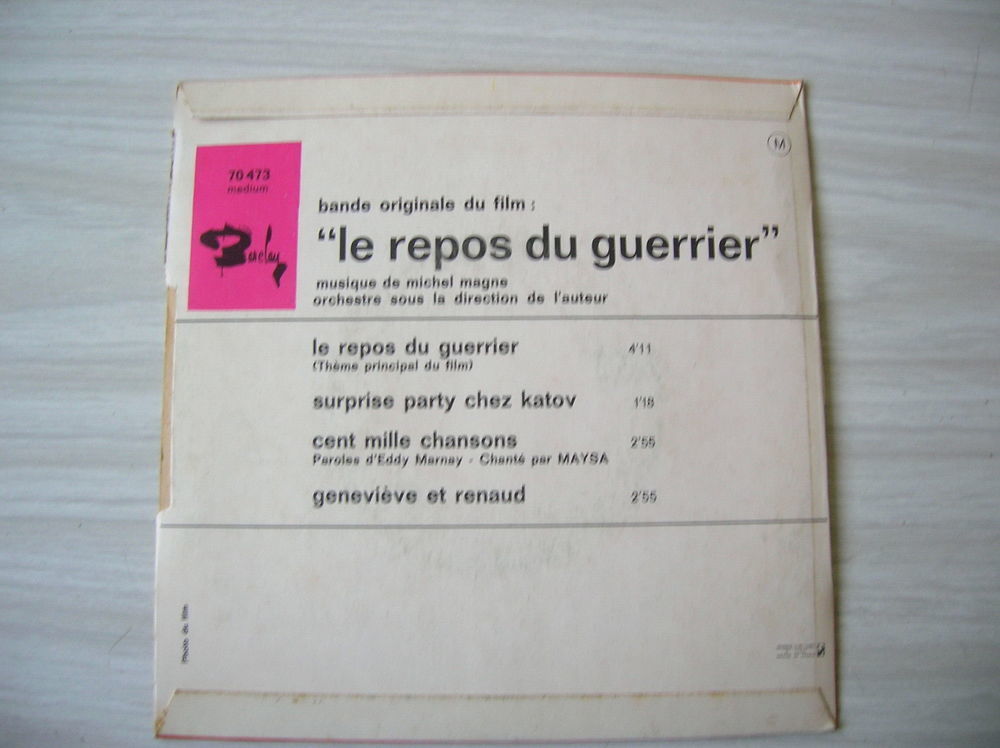 70 473
medium
Barclay
M
bande originale du film :
“le repos du guerrier”
musique de michel magne
orchestre sous la direction de l'auteur
le repos du guerrier 4'11
(Thème principal du film)
surprise party chez katov 1'18
cent mille chansons 2'55
Paroles d'Eddy Marnay - Chanté par MAYSA
geneviève et renaud 2'55
Photo du film